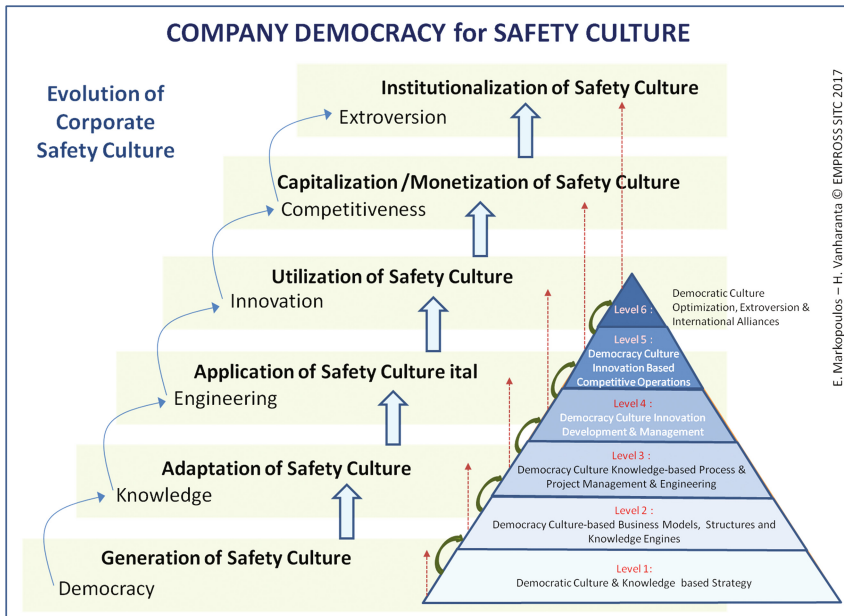 COMPANY DEMOCRACY for SAFETY CULTURE
Evolution of
Corporate
Safety Culture
Institutionalization of Safety Culture
Extroversion
Capitalization /Monetization of Safety Culture
Competitiveness
Utilization of Safety Culture
Innovation
Application of Safety Culture ital
Engineering
Adaptation of Safety Culture
Knowledge
Generation of Safety Culture
Democracy
Democratic Culture
Optimization, Extroversion &
International Alliances
Level 6 :
Level 5 :
Democracy Culture
Innovation Based
Competitive Operations
Level 4 :
Democracy Culture Innovation
Development & Management
Level 3 :
Democracy Culture Knowledge-based Process &
Project Management & Engineering
Level 2 :
Democracy Culture-based Business Models, Structures and
Knowledge Engines
Level 1:
Democratic Culture & Knowledge based Strategy
E. Markopoulos – H. Vanharanta © EMPROSS SITC 2017